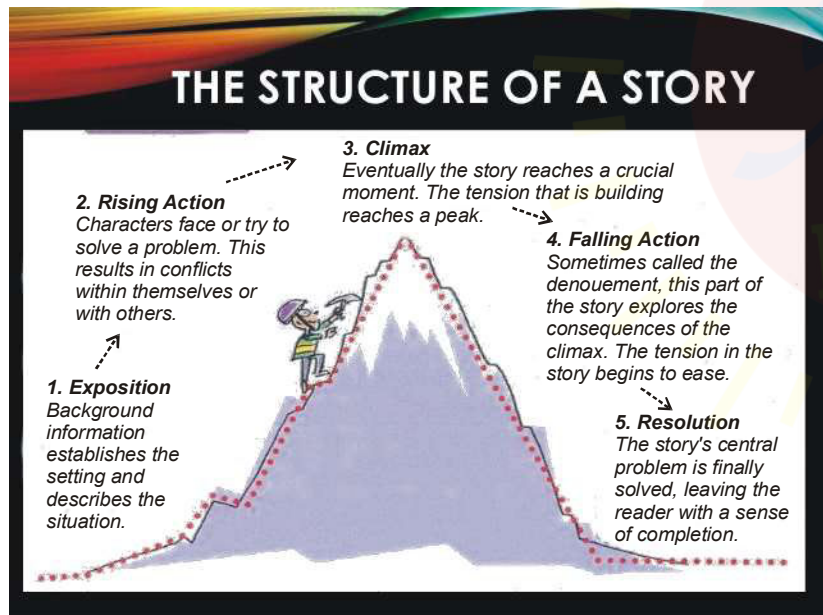 THE STRUCTURE OF A STORY
1. Exposition
Background
information
establishes the
setting and
describes the
situation.
2. Rising Action
Characters face or try to
solve a problem. This
results in conflicts
within themselves or
with others.
3. Climax
Eventually the story reaches a crucial
moment. The tension that is building
reaches a peak.
4. Falling Action
Sometimes called the
denouement, this part of
the story explores the
consequences of the
climax. The tension in the
story begins to ease.
5. Resolution
The story's central
problem is finally
solved, leaving the
reader with a sense
of completion.